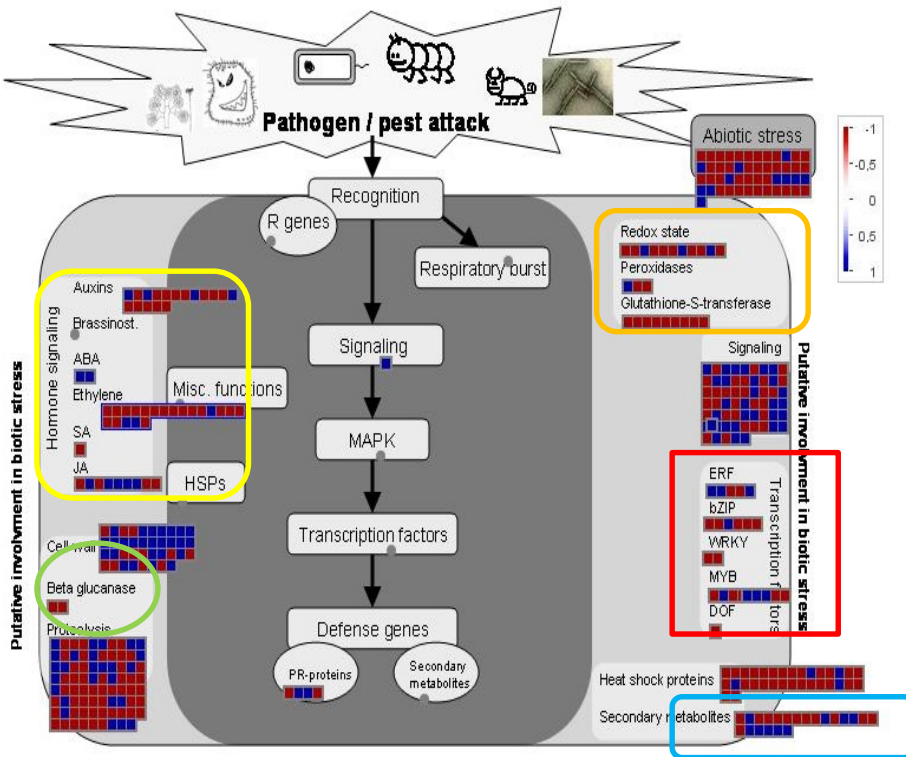 Pathogen / pest attack
Abiotic stress
-1
-0,5
0
0,5
1
Recognition
R genes
Respiratory burst
Redox state
Peroxidases
Glutathione-S-transferase
Auxins
Brassinost.
ABA
Ethylene
SA
JA
Hormone signaling
Misc. functions
HSPs
Signaling
MAPK
Transcription factors
Defense genes
PR-proteins
Secondary
metabolites
Signaling
ERF
bZIP
WRKY
MYB
DOF
Transcription factors
Cell wall
Beta glucanase
Proteolysis
Heat shock proteins
Secondary metabolites
Putative involvment in biotic stress
Putative involvment in biotic stress